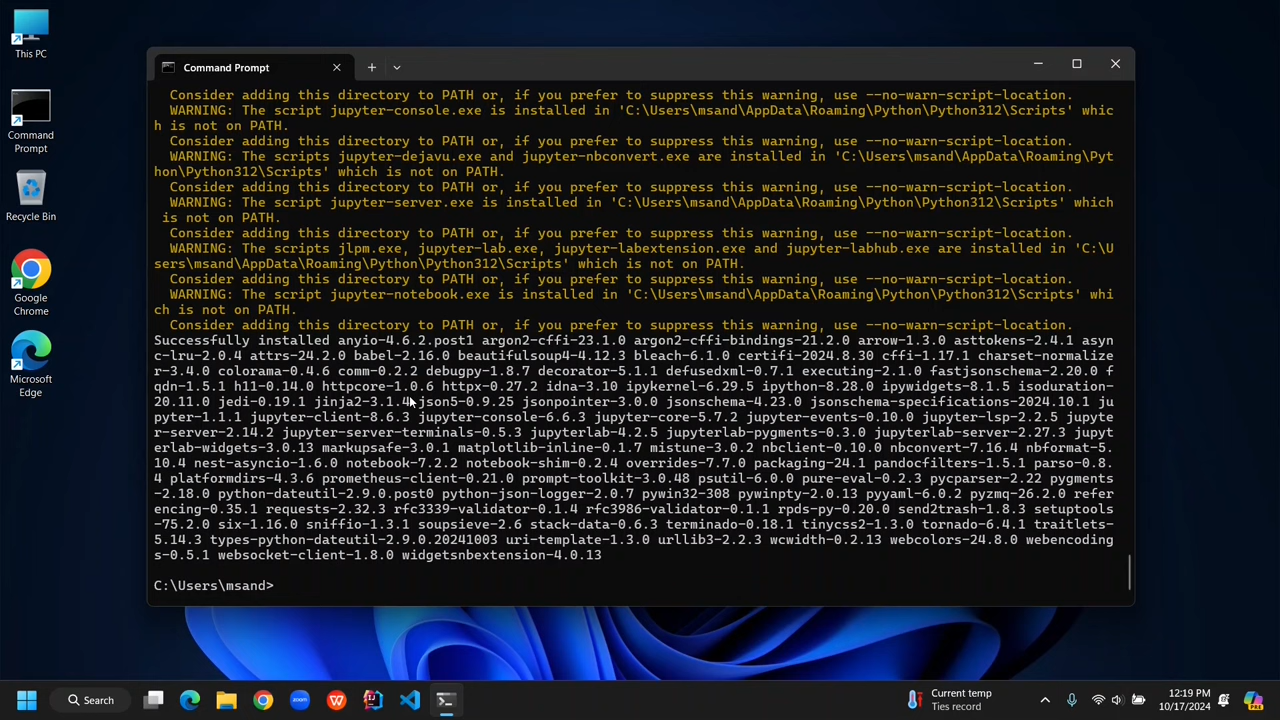 This PC
Command
Prompt
Recycle Bin
Google
Chrome
Microsoft
Edge
Command Prompt
Consider adding this directory to PATH or, if you prefer to suppress this warning, use --no-warn-script-location.
WARNING: The script jupyter-console.exe is installed in 'C:\Users\msand\AppData\Roaming\Python\Python312\Scripts' whic
h is not on PATH.
Consider adding this directory to PATH or, if you prefer to suppress this warning, use --no-warn-script-location.
WARNING: The scripts jupyter-dejavu.exe and jupyter-nbconvert.exe are installed in 'C:\Users\msand\AppData\Roaming\Pyt
hon\Python312\Scripts' which is not on PATH.
Consider adding this directory to PATH or, if you prefer to suppress this warning, use --no-warn-script-location.
WARNING: The script jupyter-server.exe is installed in 'C:\Users\msand\AppData\Roaming\Python\Python312\Scripts' which
is not on PATH.
Consider adding this directory to PATH or, if you prefer to suppress this warning, use --no-warn-script-location.
WARNING: The scripts jlpm.exe, jupyter-lab.exe, jupyter-labextension.exe and jupyter-labhub.exe are installed in 'C:\U
sers\msand\AppData\Roaming\Python\Python312\Scripts' which is not on PATH.
Consider adding this directory to PATH or, if you prefer to suppress this warning, use --no-warn-script-location.
WARNING: The script jupyter-notebook.exe is installed in 'C:\Users\msand\AppData\Roaming\Python\Python312\Scripts' whi
ch is not on PATH.
Consider adding this directory to PATH or, if you prefer to suppress this warning, use --no-warn-script-location.
Successfully installed anyio-4.6.2.post1 argon2-cffi-23.1.0 argon2-cffi-bindings-21.2.0 arrow-1.3.0 asttokens-2.4.1 asyn
c-lru-2.0.4 attrs-24.2.0 babel-2.16.0 beautifulsoup4-4.12.3 bleach-6.1.0 certifi-2024.8.30 cffi-1.17.1 charset-normalize
r-3.4.0 colorama-0.4.6 comm-0.2.2 debugpy-1.8.7 decorator-5.1.1 defusedxml-0.7.1 executing-2.1.0 fastjsonschema-2.20.0 f
qdn-1.5.1 h11-0.14.0 httpcore-1.0.6 httpx-0.27.2 idna-3.10 ipykernel-6.29.5 ipython-8.28.0 ipywidgets-8.1.5 isoduration-
20.11.0 jedi-0.19.1 jinja2-3.1.4 json5-0.9.25 jsonpointer-3.0.0 jsonschema-4.23.0 jsonschema-specifications-2024.10.1 ju
pyter-1.1.1 jupyter-client-8.6.3 jupyter-console-6.6.3 jupyter-core-5.7.2 jupyter-events-0.10.0 jupyter-lsp-2.2.5 jupyte
r-server-2.14.2 jupyter-server-terminals-0.5.3 jupyterlab-4.2.5 jupyterlab-pygments-0.3.0 jupyterlab-server-2.27.3 jupyt
erlab-widgets-3.0.13 markupsafe-3.0.1 matplotlib-inline-0.1.7 mistune-3.0.2 nbclient-0.10.0 nbconvert-7.16.4 nbformat-5.
10.4 nest-asyncio-1.6.0 notebook-7.2.2 notebook-shim-0.2.4 overrides-7.7.0 packaging-24.1 pandocfilters-1.5.1 parso-0.8.
4 platformdirs-4.3.6 prometheus-client-0.21.0 prompt-toolkit-3.0.48 psutil-6.0.0 pure-eval-0.2.3 pycparser-2.22 pygments
-2.18.0 python-dateutil-2.9.0.post0 python-json-logger-2.0.7 pywin32-308 pywinpty-2.0.13 pyyaml-6.0.2 pyzmq-26.2.0 refer
encing-0.35.1 requests-2.32.3 rfc3339-validator-0.1.4 rfc3986-validator-0.1.1 rpds-py-0.20.0 send2trash-1.8.3 setuptools
-75.2.0 six-1.16.0 sniffio-1.3.1 soupsieve-2.6 stack-data-0.6.3 terminado-0.18.1 tinycss2-1.3.0 tornado-6.4.1 traitlets-
5.14.3 types-python-dateutil-2.9.0.20241003 uri-template-1.3.0 urllib3-2.2.3 wcwidth-0.2.13 webcolors-24.8.0 webencoding
s-0.5.1 websocket-client-1.8.0 widgetsnbextension-4.0.13
C:\Users\msand>
Search
zoom
Current temp
Ties record
12:19 PM
10/17/2024
PRE